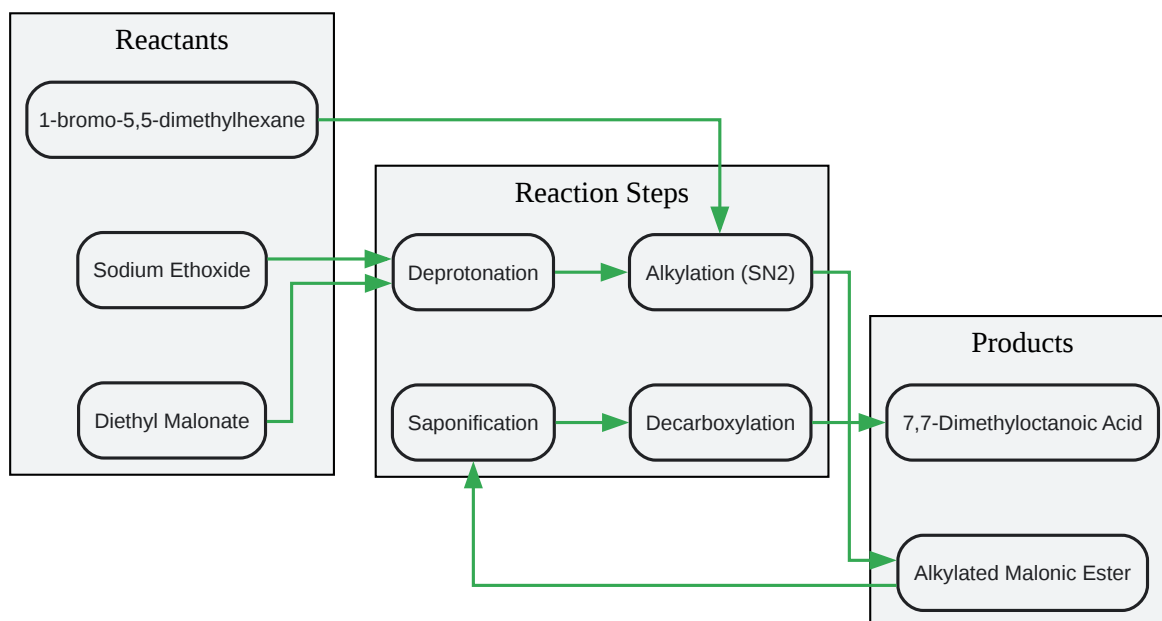 Reactants
1-bromo-5,5-dimethylhexane
Sodium Ethoxide
Diethyl Malonate
Reaction Steps
Deprotonation
Alkylation (SN2)
Saponification
Decarboxylation
Products
7,7-Dimethyloctanoic Acid
Alkylated Malonic Ester